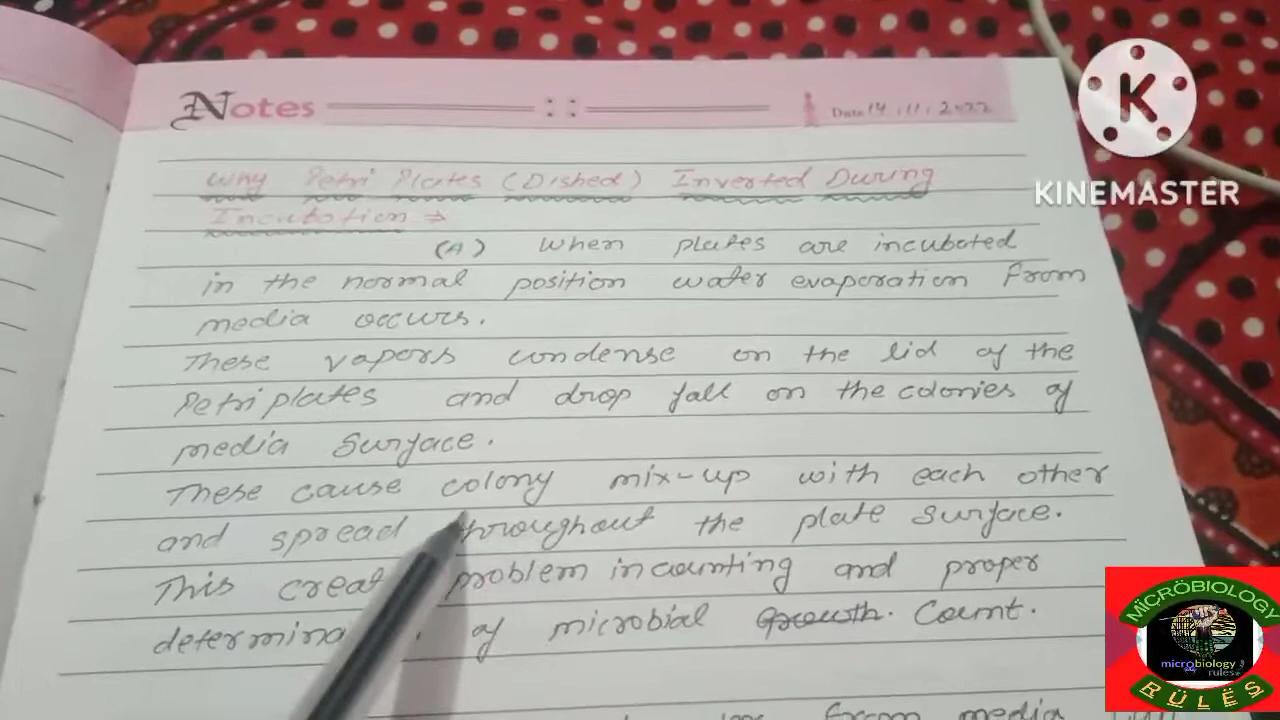 Notes
Date 14.11.2022
Why Petri Plates (Dished) Inverted During
Incubation ⇒
(A) When plates are incubated
in the normal position water evaporation from
media occurs.
These vapors condense on the lid of the
Petriplates and drop fall on the colonies of
media surface.
These cause colony mix-up with each other
and spread throughout the plate surface.
This creat problem in counting and proper
determina of microbial Growth. Count.
from media
K
KINEMASTER
MICRÖBIOLOGY
microbiology
rules
RÜLËS